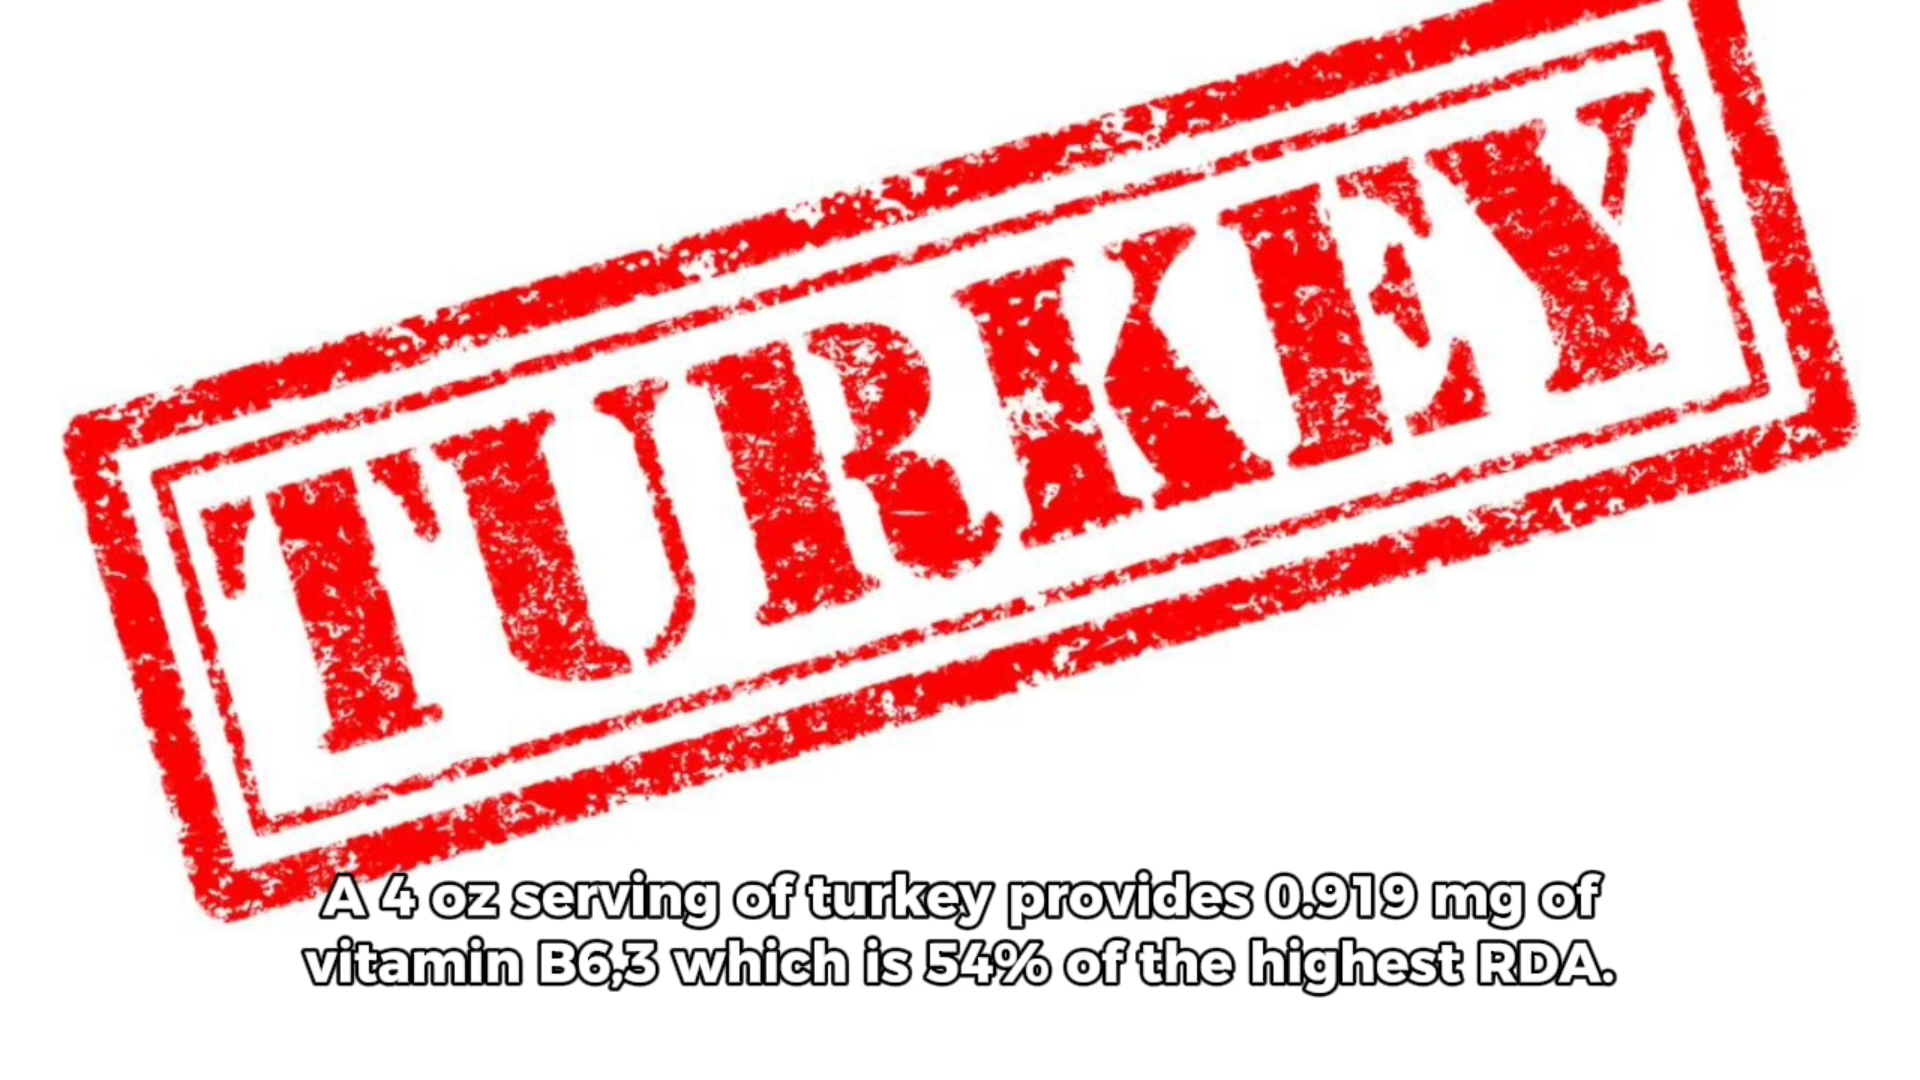 TURKEY
A 4 oz serving of turkey provides 0.919 mg of
vitamin B6,3 which is 54% of the highest RDA.